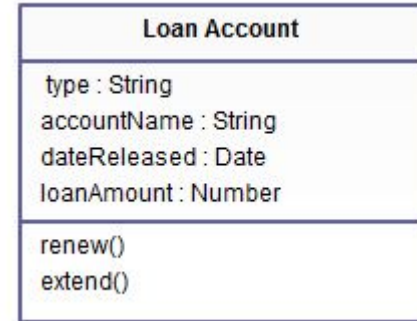 Loan Account
type : String
accountName : String
dateReleased : Date
loanAmount : Number
renew()
extend()